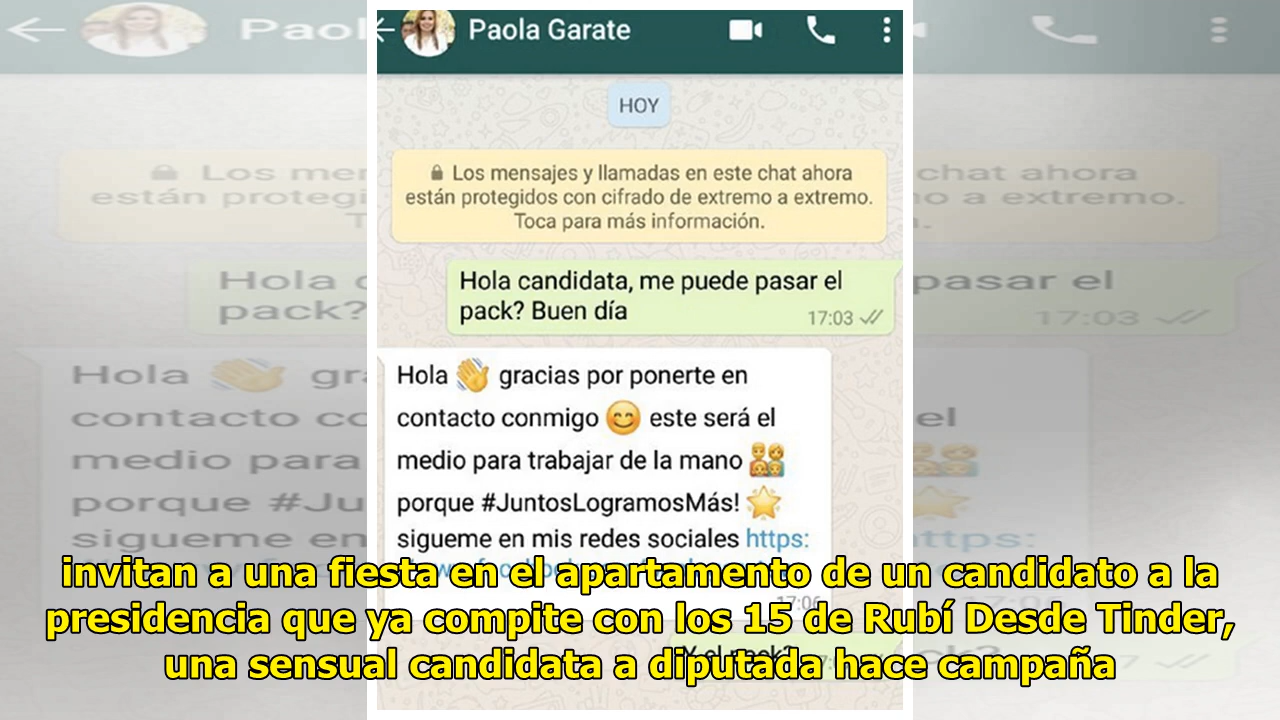 Paola Garate
HOY
Los mensajes y llamadas en este chat ahora
están protegidos con cifrado de extremo a extremo.
Toca para más información.
Hola candidata, me puede pasar el
pack? Buen día
17:03
Hola 👋 gracias por ponerte en
contacto conmigo 😊 este será el
medio para trabajar de la mano 👨‍👩‍👧‍👦
porque #JuntosLogramosMás! 🌟
sigueme en mis redes sociales https:
17:06
invitan a una fiesta en el apartamento de un candidato a la
presidencia que ya compite con los 15 de Rubí Desde Tinder,
una sensual candidata a diputada hace campaña